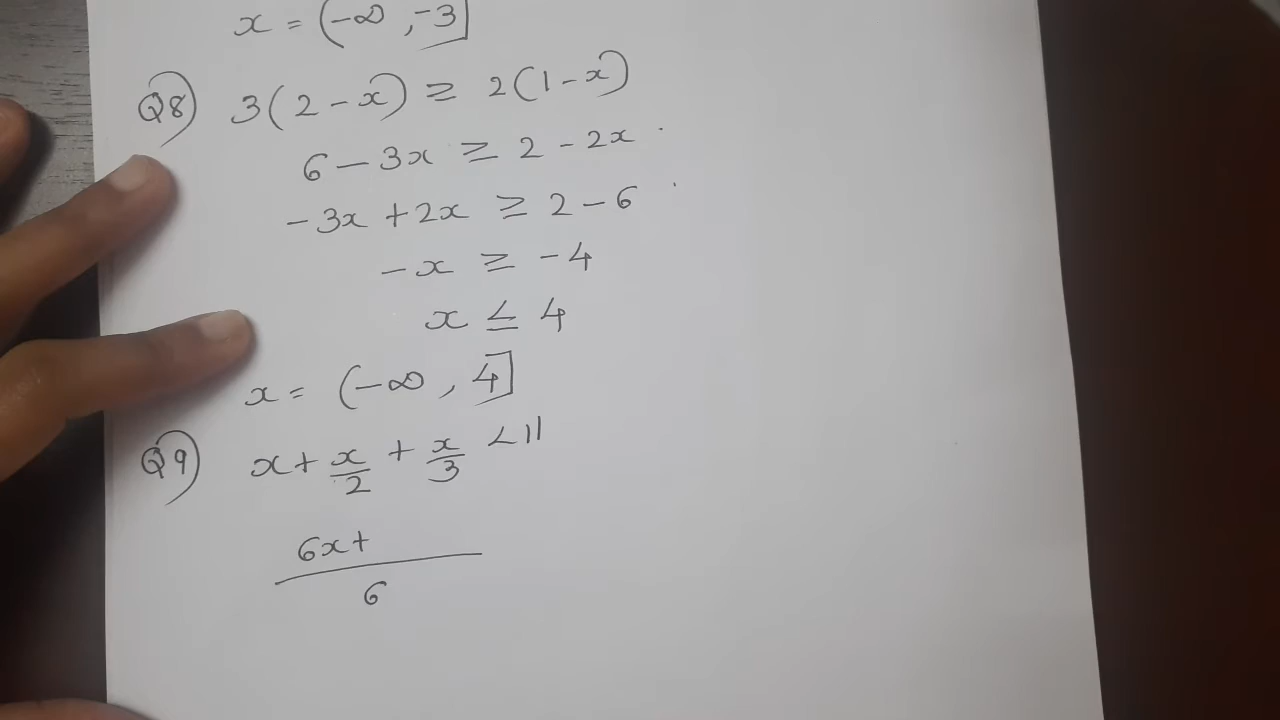 x = (-∞, -3]
Q8) 3(2 - x) ≥ 2(1 - x)
6 - 3x ≥ 2 - 2x
-3x + 2x ≥ 2 - 6
-x ≥ -4
x ≤ 4
x = (-∞, 4]
Q9) x + x/2 + x/3 < 11
6x +
6